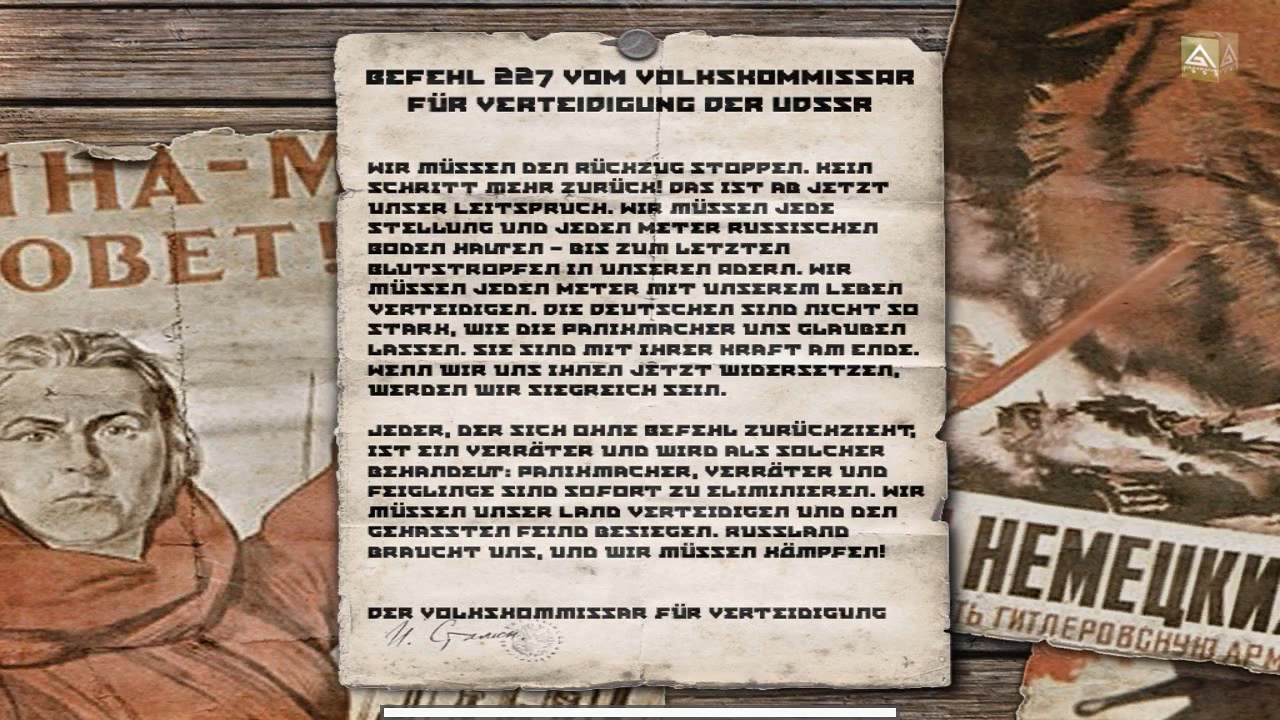 BEFEHL 227 VOM VOLKSKOMMISSAR
FÜR VERTEIDIGUNG DER UDSSR
WIR MÜSSEN DEN RÜCKZUG STOPPEN. KEIN
SCHRITT MEHR ZURÜCK! DAS IST AB JETZT
UNSER LEITSPRUCH. WIR MÜSSEN JEDE
STELLUNG UND JEDEN METER RUSSISCHEN
BODEN HALTEN - BIS ZUM LETZTEN
BLUTSTROPFEN IN UNSEREN ADERN. WIR
MÜSSEN JEDEN METER MIT UNSEREM LEBEN
VERTEIDIGEN. DIE DEUTSCHEN SIND NICHT SO
STARK, WIE DIE PANIKMACHER UNS GLAUBEN
LASSEN. SIE SIND MIT IHRER KRAFT AM ENDE.
WENN WIR UNS IHNEN JETZT WIDERSETZEN,
WERDEN WIR SIEGREICH SEIN.
JEDER, DER SICH OHNE BEFEHL ZURÜCKZIEHT,
IST EIN VERRÄTER UND WIRD ALS SOLCHER
BEHANDELT: PANIKMACHER, VERRÄTER UND
FEIGLINGE SIND SOFORT ZU ELIMINIEREN. WIR
MÜSSEN UNSER LAND VERTEIDIGEN UND DEN
GEHASSTEN FEIND BESIEGEN. RUSSLAND
BRAUCHT UNS, UND WIR MÜSSEN KÄMPFEN!
DER VOLKSKOMMISSAR FÜR VERTEIDIGUNG
И. Сталин
ИНА-М
ОВЕТ!
НЕМЕЦКИ
ТЬ ГИТЛЕРОВСКУЮ АРМ